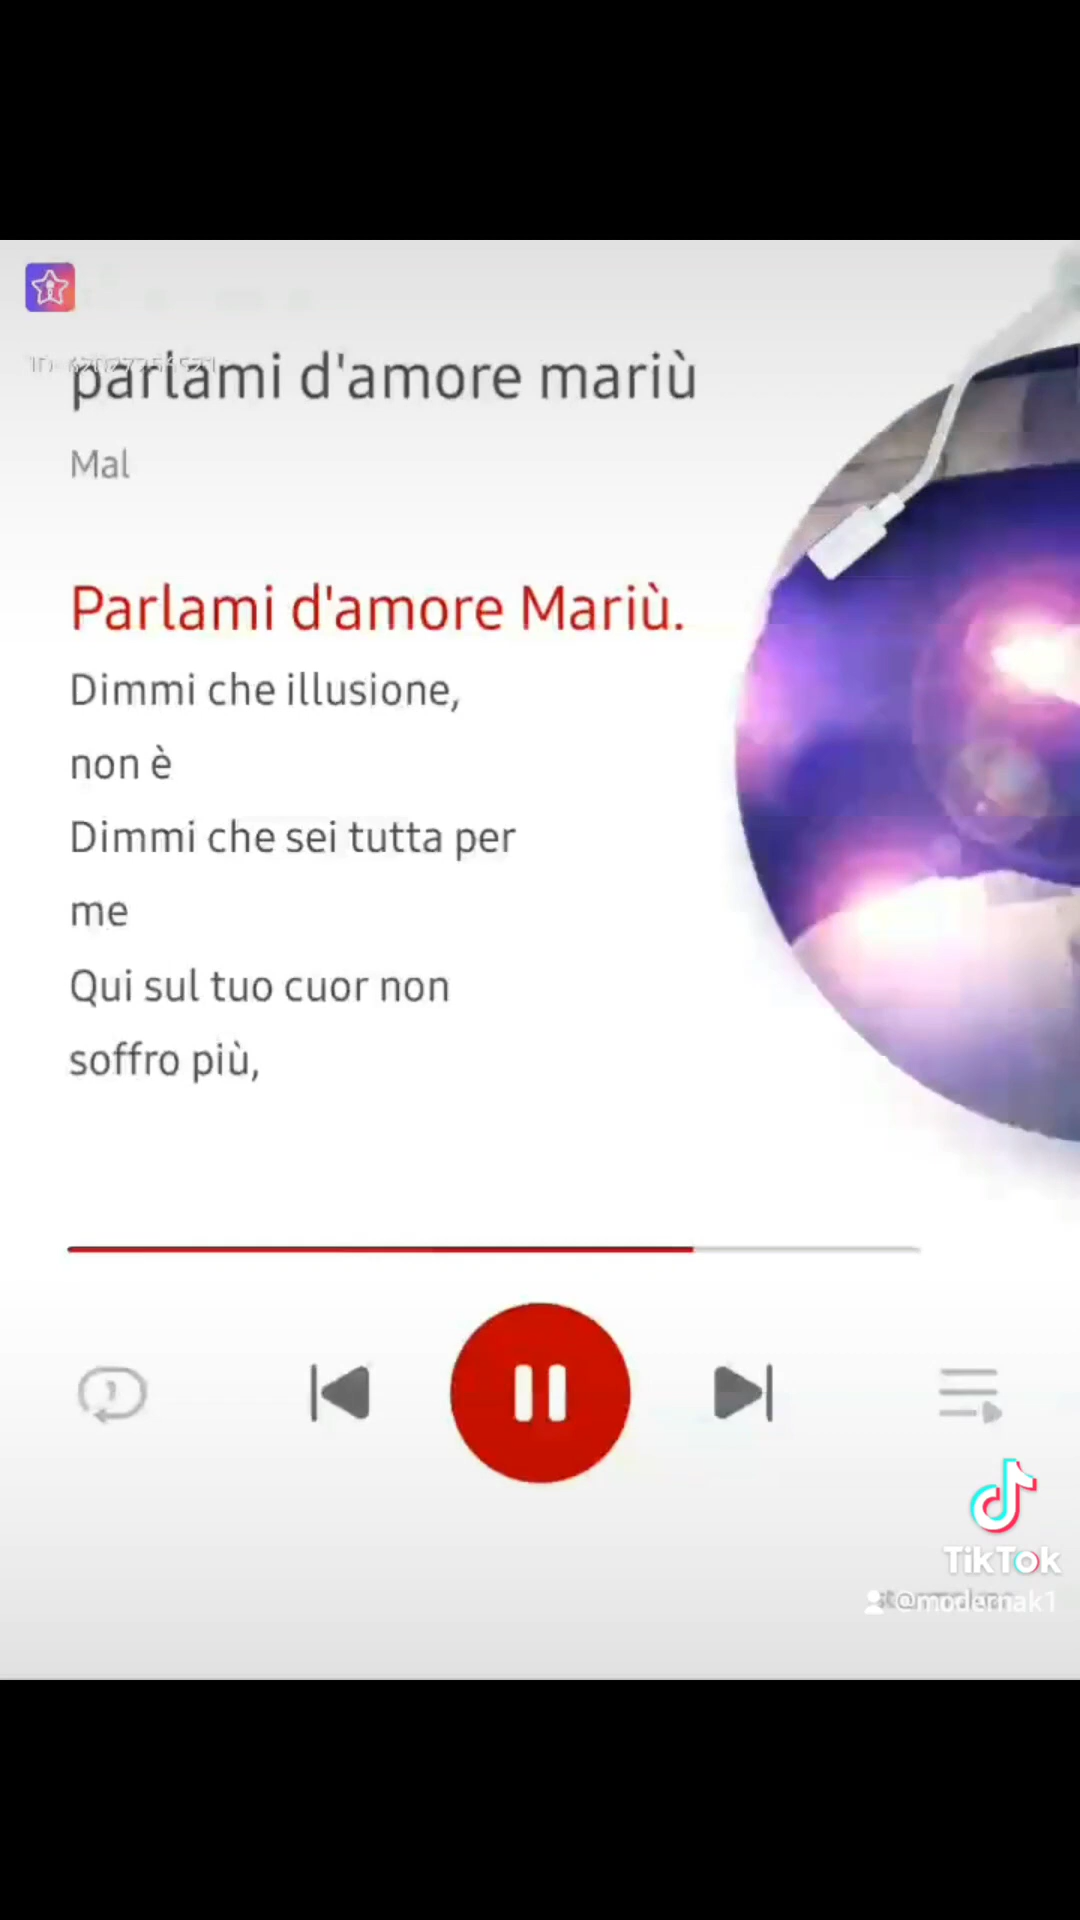 parlami d'amore mariù
Mal
Parlami d'amore Mariù.
Dimmi che illusione,
non è
Dimmi che sei tutta per
me
Qui sul tuo cuor non
soffro più,
TikTok
@modernak1